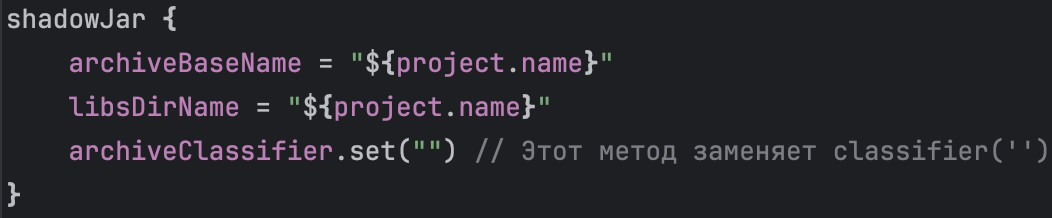 shadowJar {
    archiveBaseName = "${project.name}"
    libsDirName = "${project.name}"
    archiveClassifier.set("") // Этот метод заменяет classifier('')
}